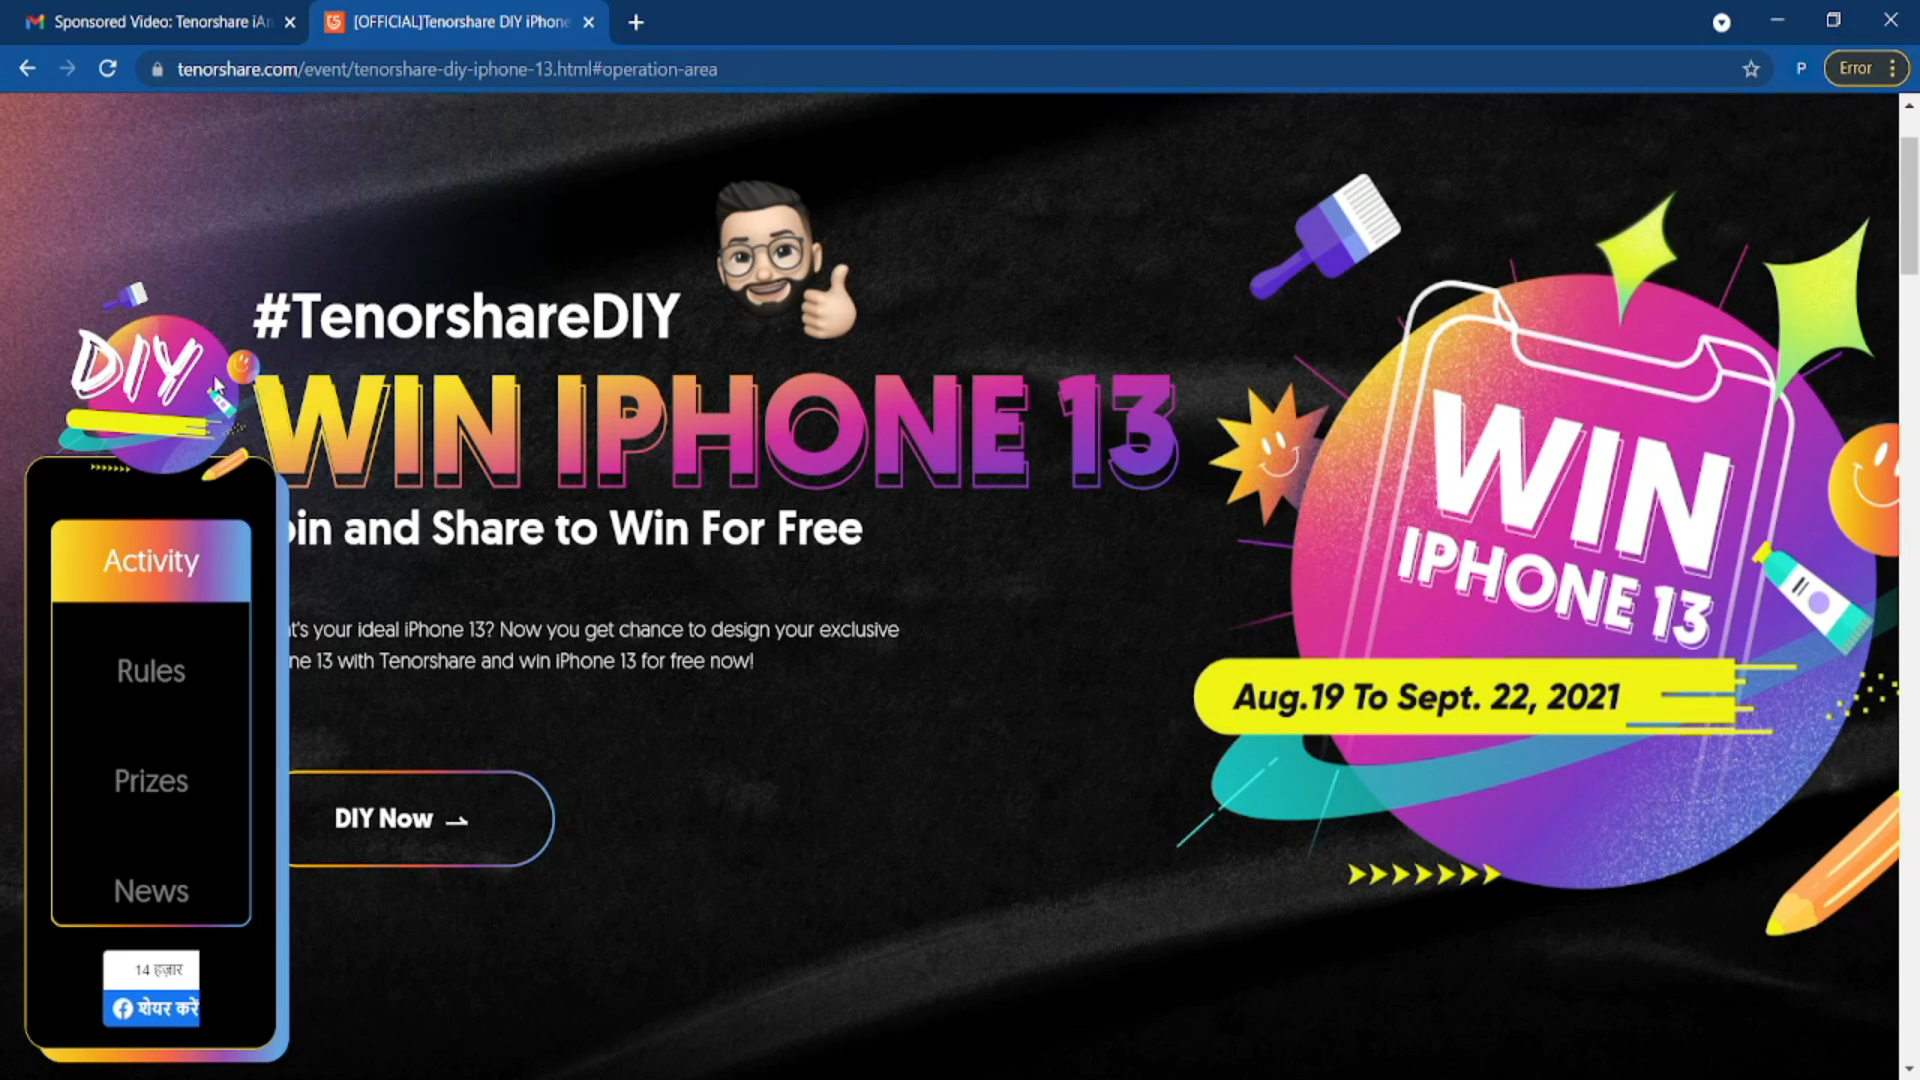 Sponsored Video: Tenorshare iAn
[OFFICIAL]Tenorshare DIY iPhone
tenorshare.com/event/tenorshare-diy-iphone-13.html#operation-area
P
Error
#TenorshareDIY
WIN IPHONE 13
in and Share to Win For Free
t's your ideal iPhone 13? Now you get chance to design your exclusive
ne 13 with Tenorshare and win iPhone 13 for free now!
DIY Now
DIY
Activity
Rules
Prizes
News
14 हज़ार
शेयर करें
WIN
IPHONE 13
Aug.19 To Sept. 22, 2021